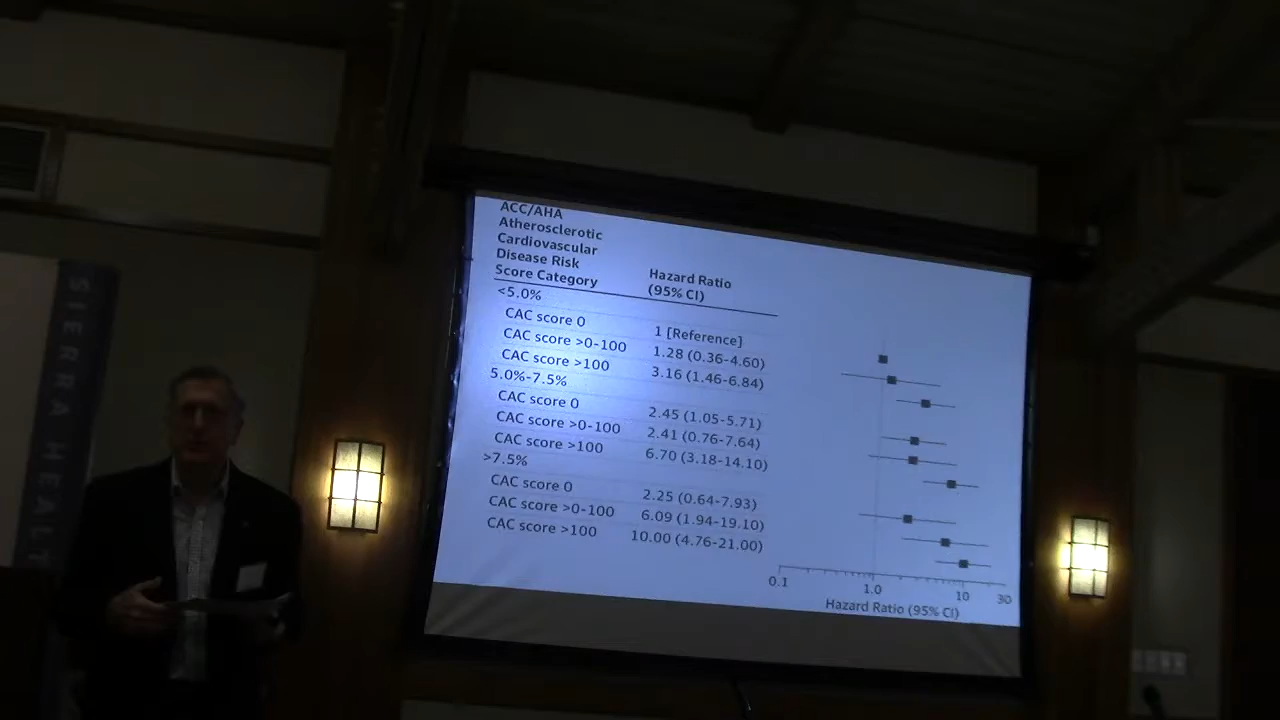 SIERRA HEALT
ACC/AHA
Atherosclerotic
Cardiovascular
Disease Risk
Score Category
Hazard Ratio
(95% CI)
<5.0%
CAC score 0 1 [Reference]
CAC score >0-100 1.28 (0.36-4.60)
CAC score >100 3.16 (1.46-6.84)
5.0%-7.5%
CAC score 0 2.45 (1.05-5.71)
CAC score >0-100 2.41 (0.76-7.64)
CAC score >100 6.70 (3.18-14.10)
>7.5%
CAC score 0 2.25 (0.64-7.93)
CAC score >0-100 6.09 (1.94-19.10)
CAC score >100 10.00 (4.76-21.00)
0.1 1.0 10 30
Hazard Ratio (95% CI)